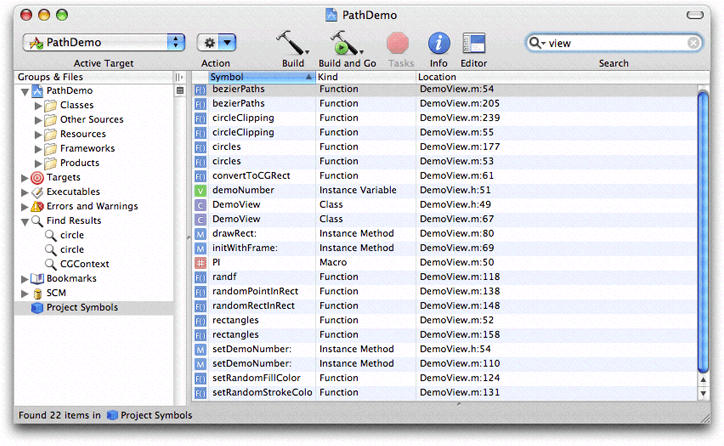 PathDemo
PathDemo
view
Active Target Action Build Build and Go Tasks Info Editor Search
Groups & Files
PathDemo
Classes
Other Sources
Resources
Frameworks
Products
Targets
Executables
Errors and Warnings
Find Results
circle
circle
CGContext
Bookmarks
SCM
Project Symbols
Symbol Kind Location
F() bezierPaths Function DemoView.m:54
F() bezierPaths Function DemoView.m:205
F() circleClipping Function DemoView.m:239
F() circleClipping Function DemoView.m:55
F() circles Function DemoView.m:177
F() circles Function DemoView.m:53
F() convertToCGRect Function DemoView.m:61
V demoNumber Instance Variable DemoView.h:51
C DemoView Class DemoView.h:49
C DemoView Class DemoView.m:67
M drawRect: Instance Method DemoView.m:80
M initWithFrame: Instance Method DemoView.m:69
# PI Macro DemoView.m:50
F() randf Function DemoView.m:118
F() randomPointInRect Function DemoView.m:138
F() randomRectInRect Function DemoView.m:148
F() rectangles Function DemoView.m:52
F() rectangles Function DemoView.m:158
M setDemoNumber: Instance Method DemoView.h:54
M setDemoNumber: Instance Method DemoView.m:110
F() setRandomFillColor Function DemoView.m:124
F() setRandomStrokeColo Function DemoView.m:131
Found 22 items in Project Symbols